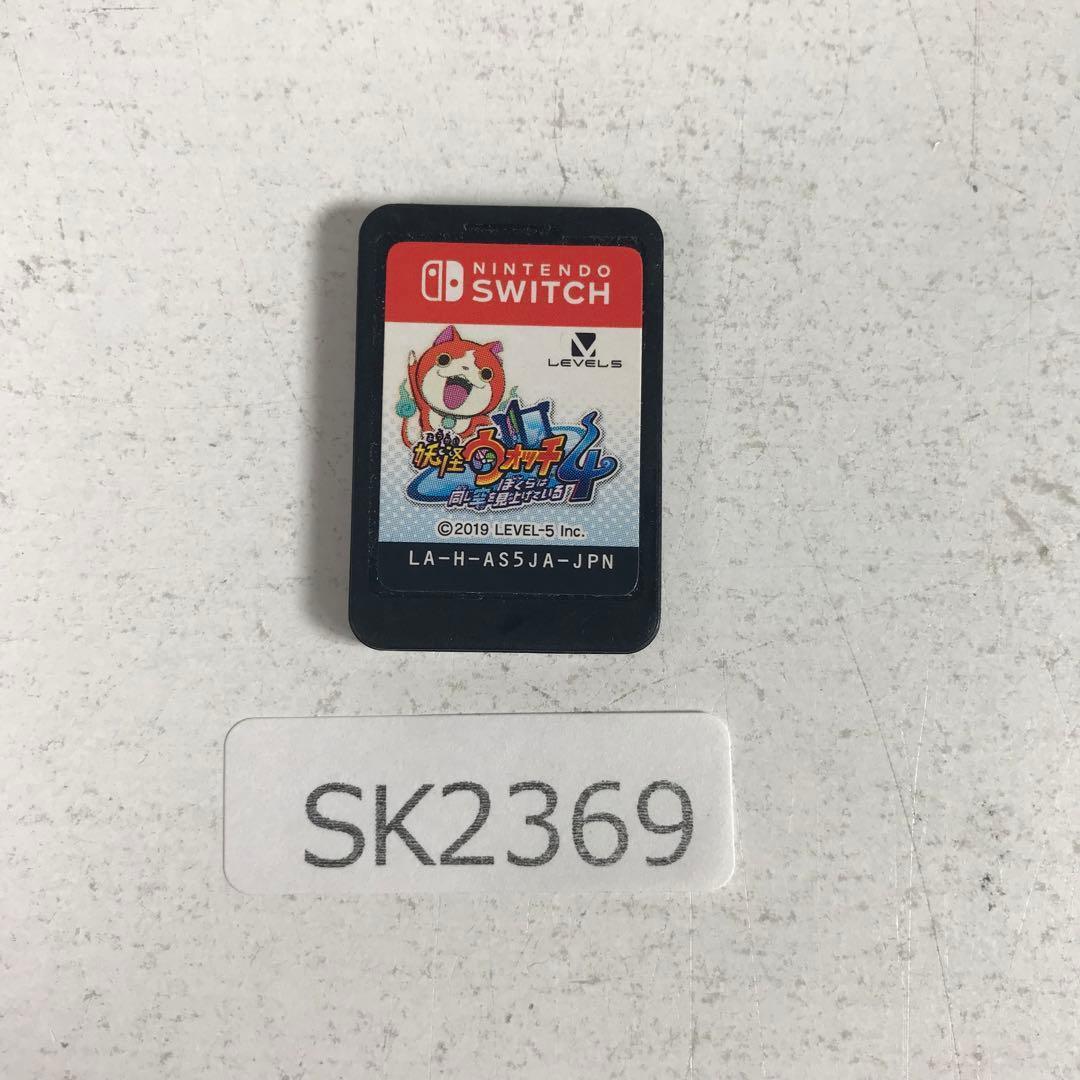 NINTENDO
SWITCH
LEVEL5
妖怪ウォッチ4
ぼくらは
同じ空を見上げている
©2019 LEVEL-5 Inc.
LA-H-AS5JA-JPN
SK2369